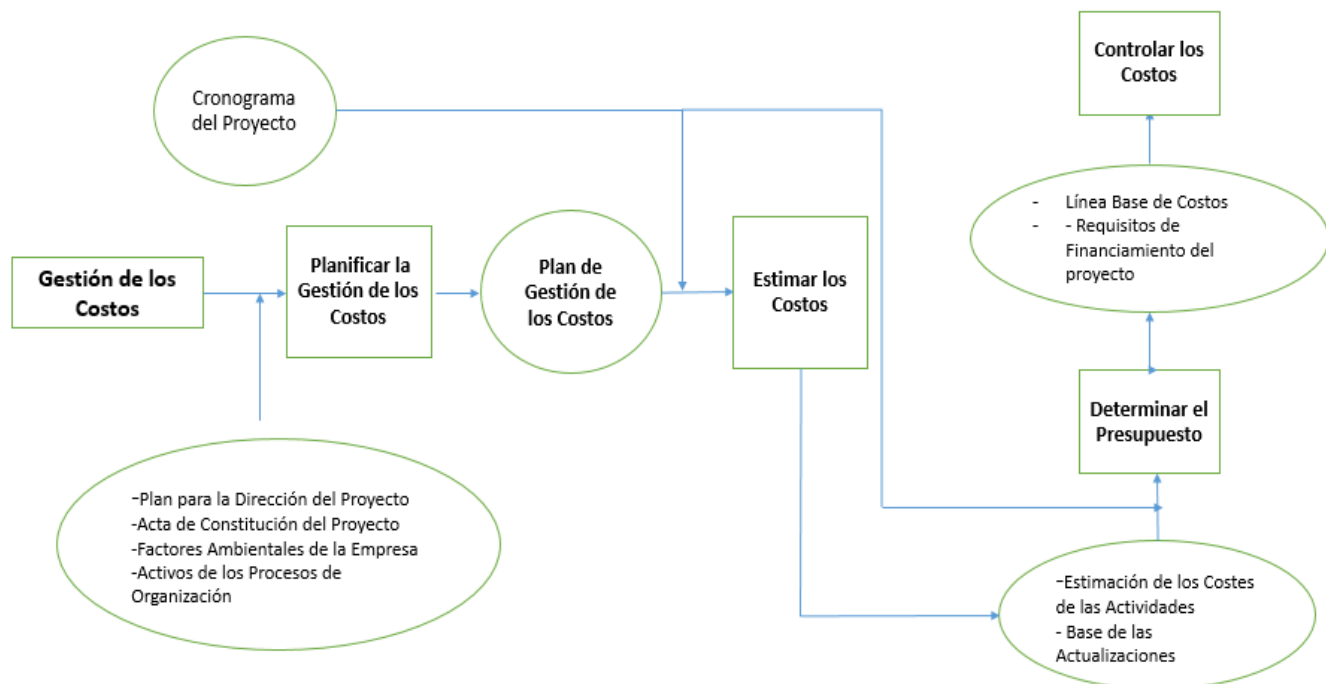 Cronograma
del Proyecto
Controlar los
Costos
- Línea Base de Costos
- - Requisitos de
Financiamiento del
proyecto
Gestión de los
Costos
Planificar la
Gestión de los
Costos
Plan de
Gestión de
los Costos
Estimar los
Costos
Determinar el
Presupuesto
-Plan para la Dirección del Proyecto
-Acta de Constitución del Proyecto
-Factores Ambientales de la Empresa
-Activos de los Procesos de
Organización
-Estimación de los Costes
de las Actividades
- Base de las
Actualizaciones